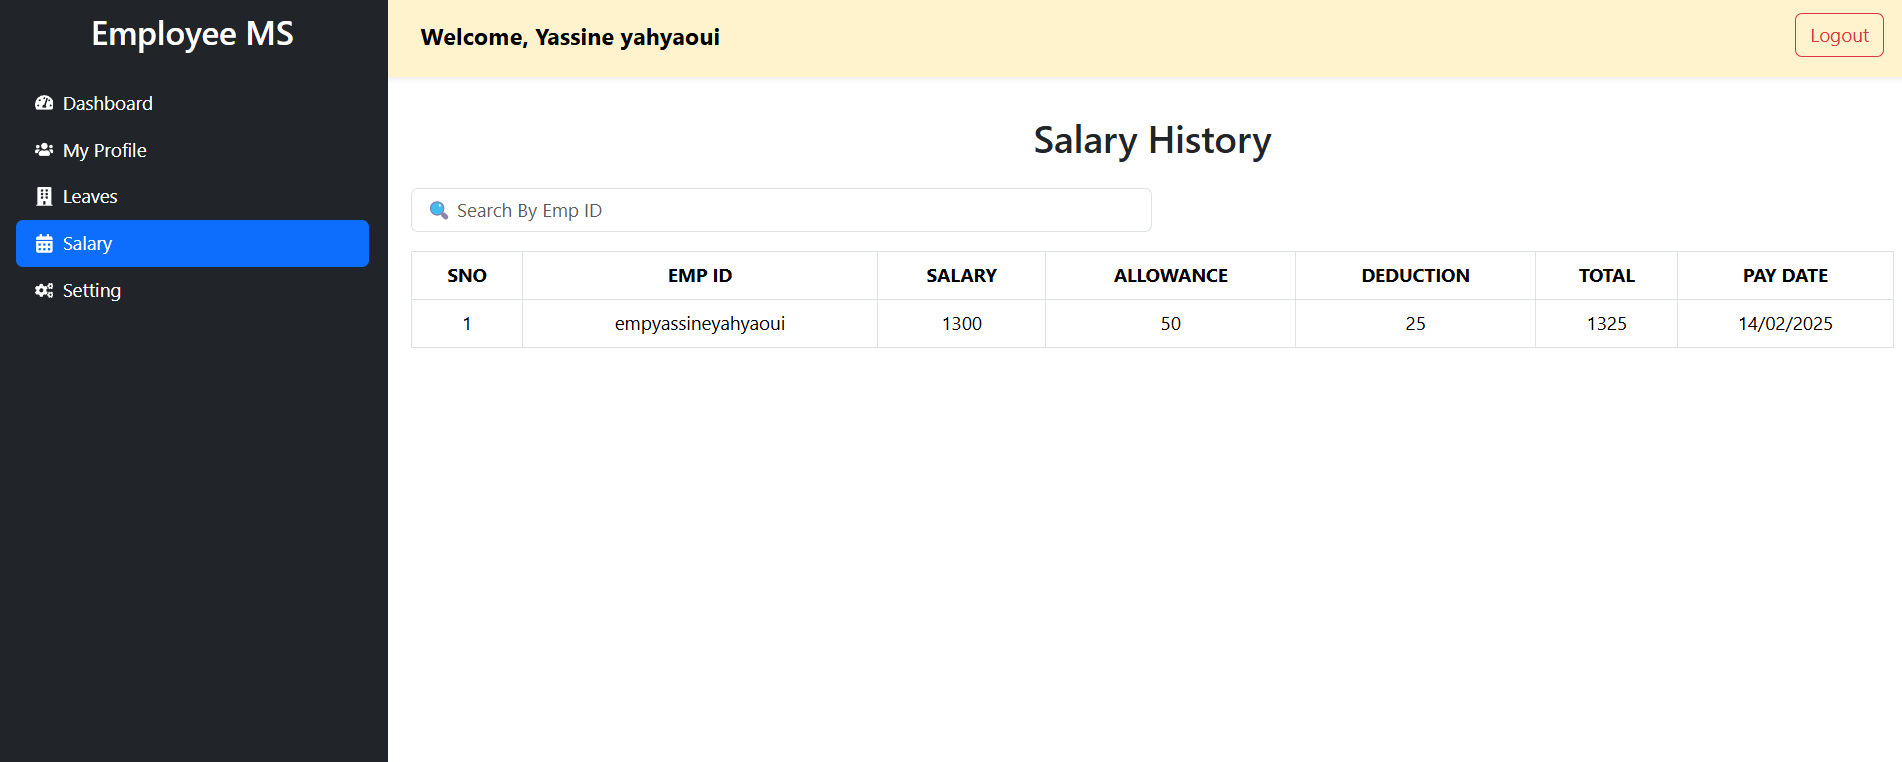 Employee MS
Dashboard
My Profile
Leaves
Salary
Setting
Welcome, Yassine yahyaoui
Logout
Salary History
Search By Emp ID
SNO EMP ID SALARY ALLOWANCE DEDUCTION TOTAL PAY DATE
1 empyassineyahyaoui 1300 50 25 1325 14/02/2025